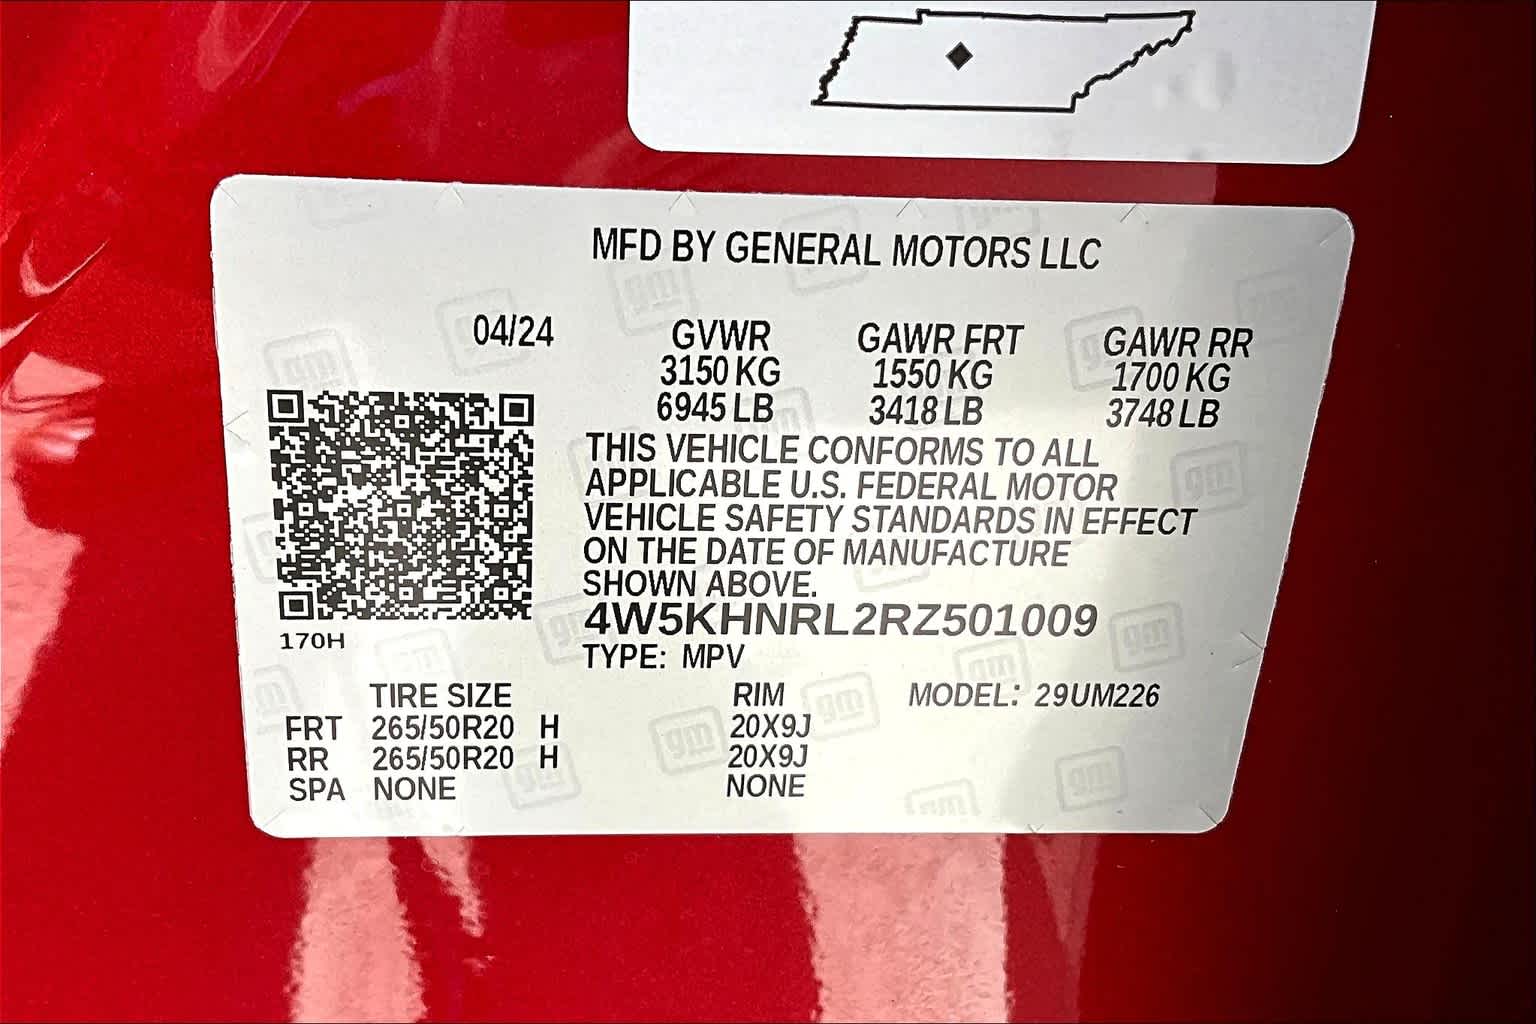 MFD BY GENERAL MOTORS LLC
04/24 GVWR GAWR FRT GAWR RR
3150 KG 1550 KG 1700 KG
6945 LB 3418 LB 3748 LB
THIS VEHICLE CONFORMS TO ALL
APPLICABLE U.S. FEDERAL MOTOR
VEHICLE SAFETY STANDARDS IN EFFECT
ON THE DATE OF MANUFACTURE
SHOWN ABOVE.
4W5KHNRL2RZ501009
170H
TYPE: MPV
TIRE SIZE RIM MODEL: 29UM226
FRT 265/50R20 H 20X9J
RR 265/50R20 H 20X9J
SPA NONE NONE